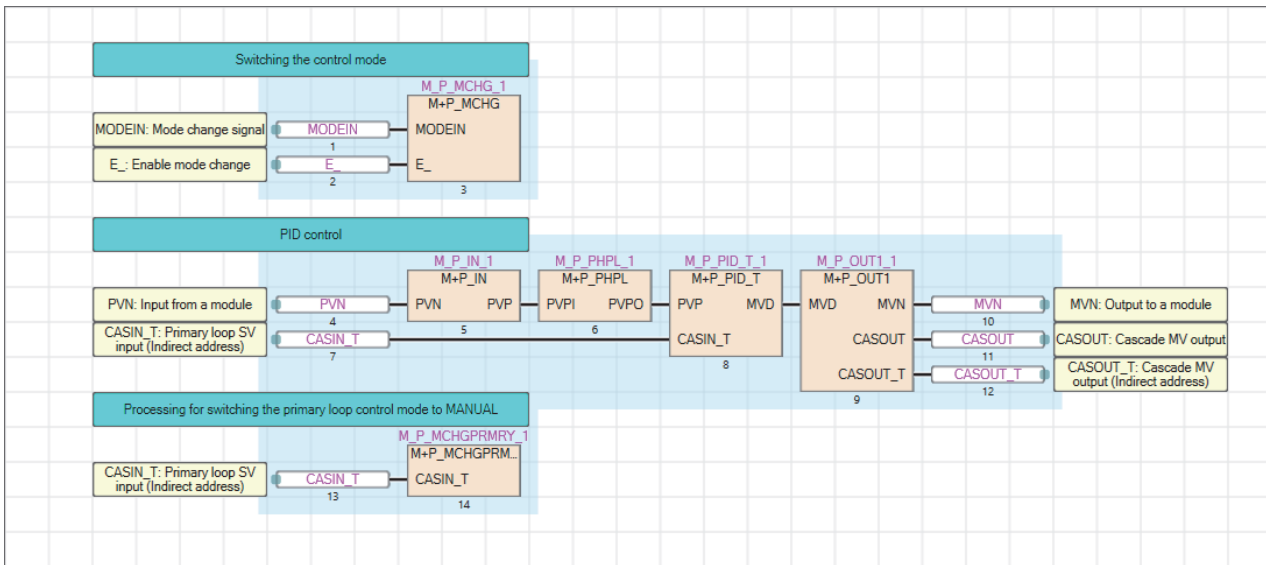 Switching the control mode
M_P_MCHG_1
M+P_MCHG
MODEIN: Mode change signal
MODEIN
MODEIN
1
E_: Enable mode change
E_
E_
2
3
PID control
M_P_IN_1
M_P_PHPL_1
M_P_PID_T_1
M_P_OUT1_1
M+P_IN
M+P_PHPL
M+P_PID_T
M+P_OUT1
PVN: Input from a module
PVN
PVN
PVP
PVPI
PVPO
PVP
MVD
MVD
MVN
MVN
MVN: Output to a module
4
5
6
10
CASIN_T: Primary loop SV
input (Indirect address)
CASIN_T
CASIN_T
CASOUT
CASOUT
CASOUT: Cascade MV output
7
8
11
CASOUT_T
CASOUT_T
CASOUT_T: Cascade MV
output (Indirect address)
9
12
Processing for switching the primary loop control mode to MANUAL
M_P_MCHGPRMRY_1
M+P_MCHGPRM...
CASIN_T: Primary loop SV
input (Indirect address)
CASIN_T
CASIN_T
13
14